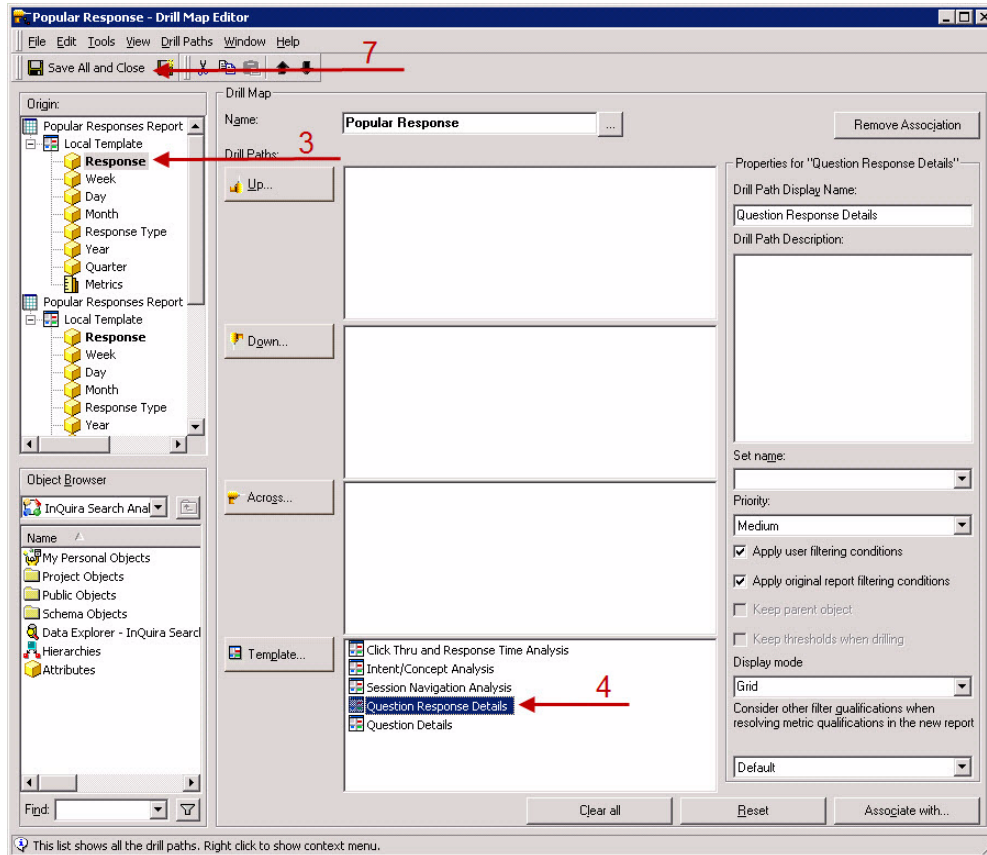 Popular Response - Drill Map Editor
File Edit Tools View Drill Paths Window Help
7
Save All and Close
Origin:
Popular Responses Report
Local Template
Response
3
Week
Day
Month
Response Type
Year
Quarter
Metrics
Popular Responses Report
Local Template
Response
Week
Day
Month
Response Type
Year
Object Browser
InQuira Search Anal
Name
My Personal Objects
Project Objects
Public Objects
Schema Objects
Data Explorer - InQuira Searcl
Hierarchies
Attributes
Find:
Drill Map
Name:
Popular Response
...
Remove Association
Drill Paths:
Up...
Down...
Across...
Template...
Click Thru and Response Time Analysis
Intent/Concept Analysis
Session Navigation Analysis
Question Response Details
4
Question Details
Properties for "Question Response Details"
Drill Path Display Name:
Question Response Details
Drill Path Description:
Set name:
Priority:
Medium
Apply user filtering conditions
Apply original report filtering conditions
Keep parent object
Keep thresholds when drilling
Display mode
Grid
Consider other filter qualifications when
resolving metric qualifications in the new report
Default
Clear all
Reset
Associate with...
This list shows all the drill paths. Right click to show context menu.